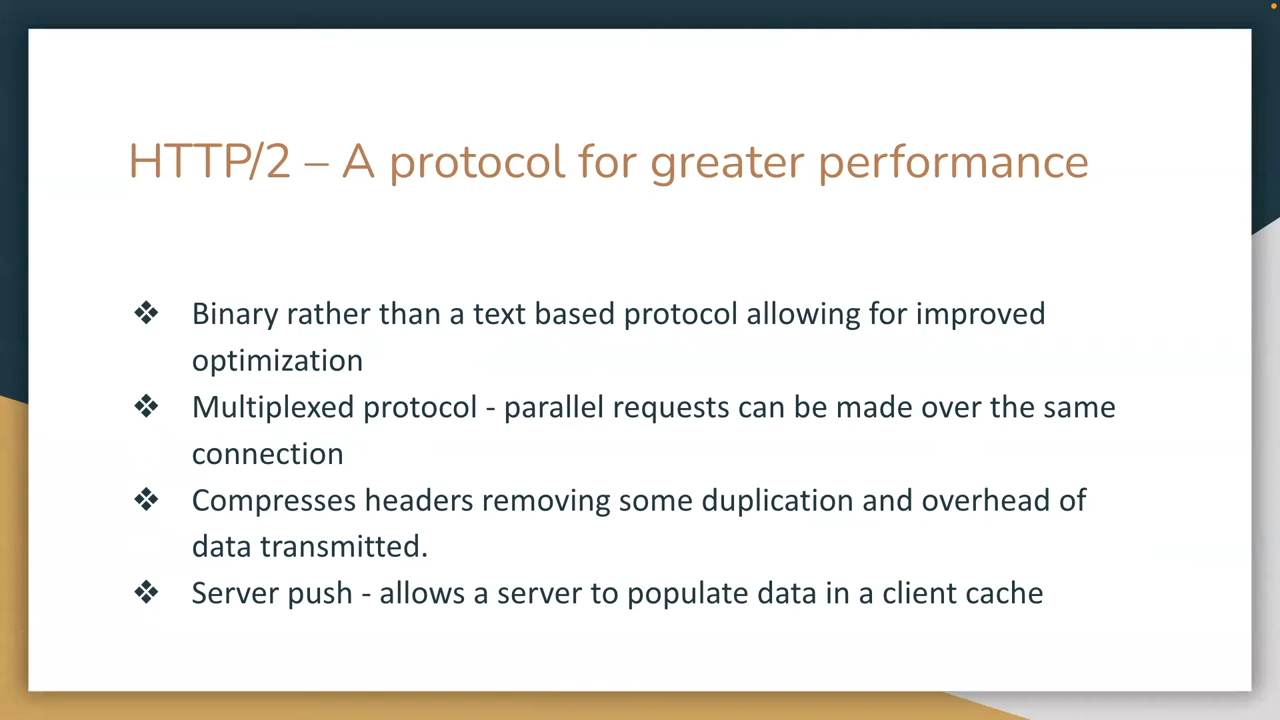 HTTP/2 – A protocol for greater performance
❖ Binary rather than a text based protocol allowing for improved
optimization
❖ Multiplexed protocol - parallel requests can be made over the same
connection
❖ Compresses headers removing some duplication and overhead of
data transmitted.
❖ Server push - allows a server to populate data in a client cache